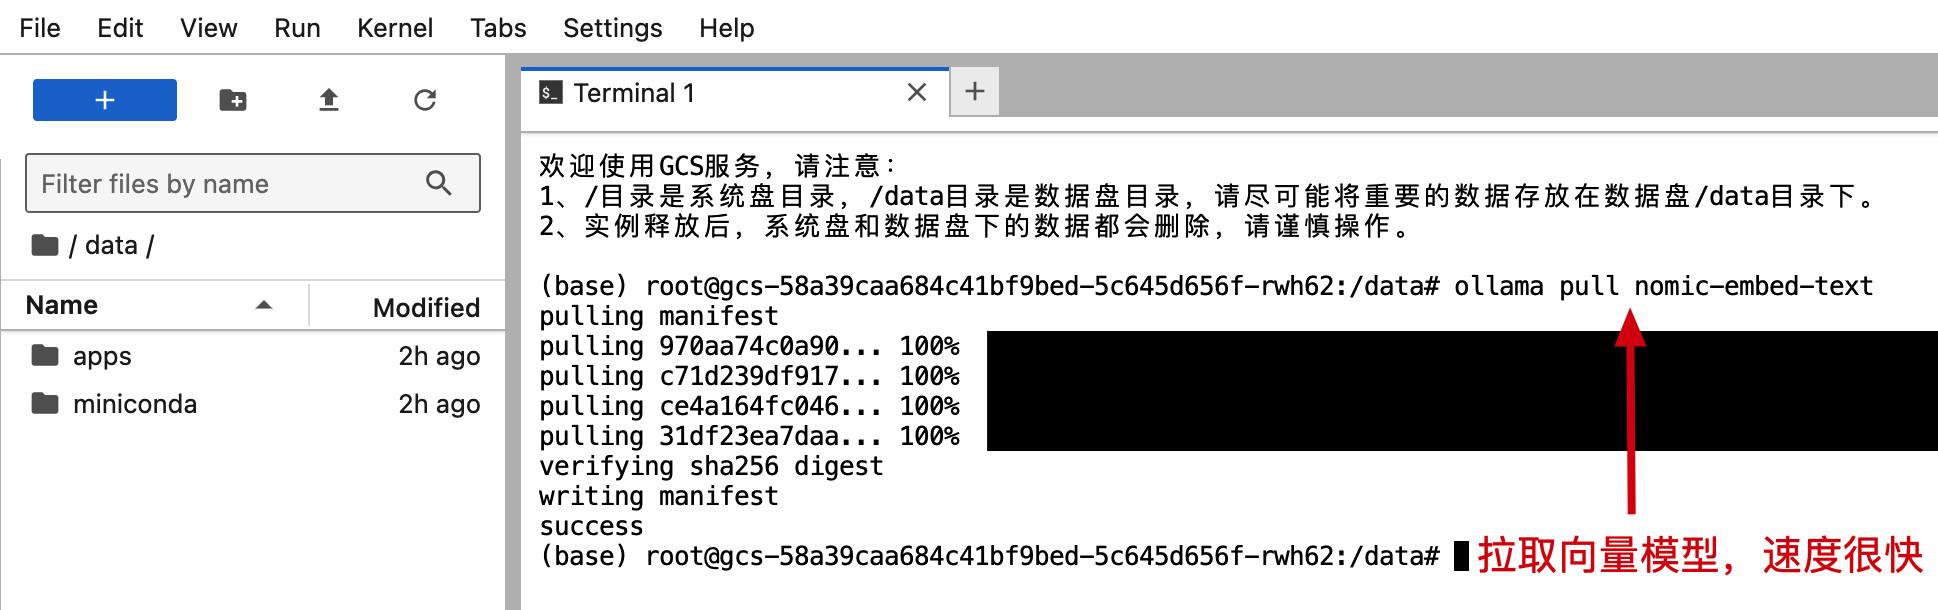 File Edit View Run Kernel Tabs Settings Help
+
Filter files by name
/ data /
Name Modified
apps 2h ago
miniconda 2h ago
$_ Terminal 1 × +
欢迎使用GCS服务，请注意：
1、/目录是系统盘目录，/data目录是数据盘目录，请尽可能将重要的数据存放在数据盘/data目录下。
2、实例释放后，系统盘和数据盘下的数据都会删除，请谨慎操作。
(base) root@gcs-58a39caa684c41bf9bed-5c645d656f-rwh62:/data# ollama pull nomic-embed-text
pulling manifest
pulling 970aa74c0a90... 100%
pulling c71d239df917... 100%
pulling ce4a164fc046... 100%
pulling 31df23ea7daa... 100%
verifying sha256 digest
writing manifest
success
(base) root@gcs-58a39caa684c41bf9bed-5c645d656f-rwh62:/data#
拉取向量模型，速度很快